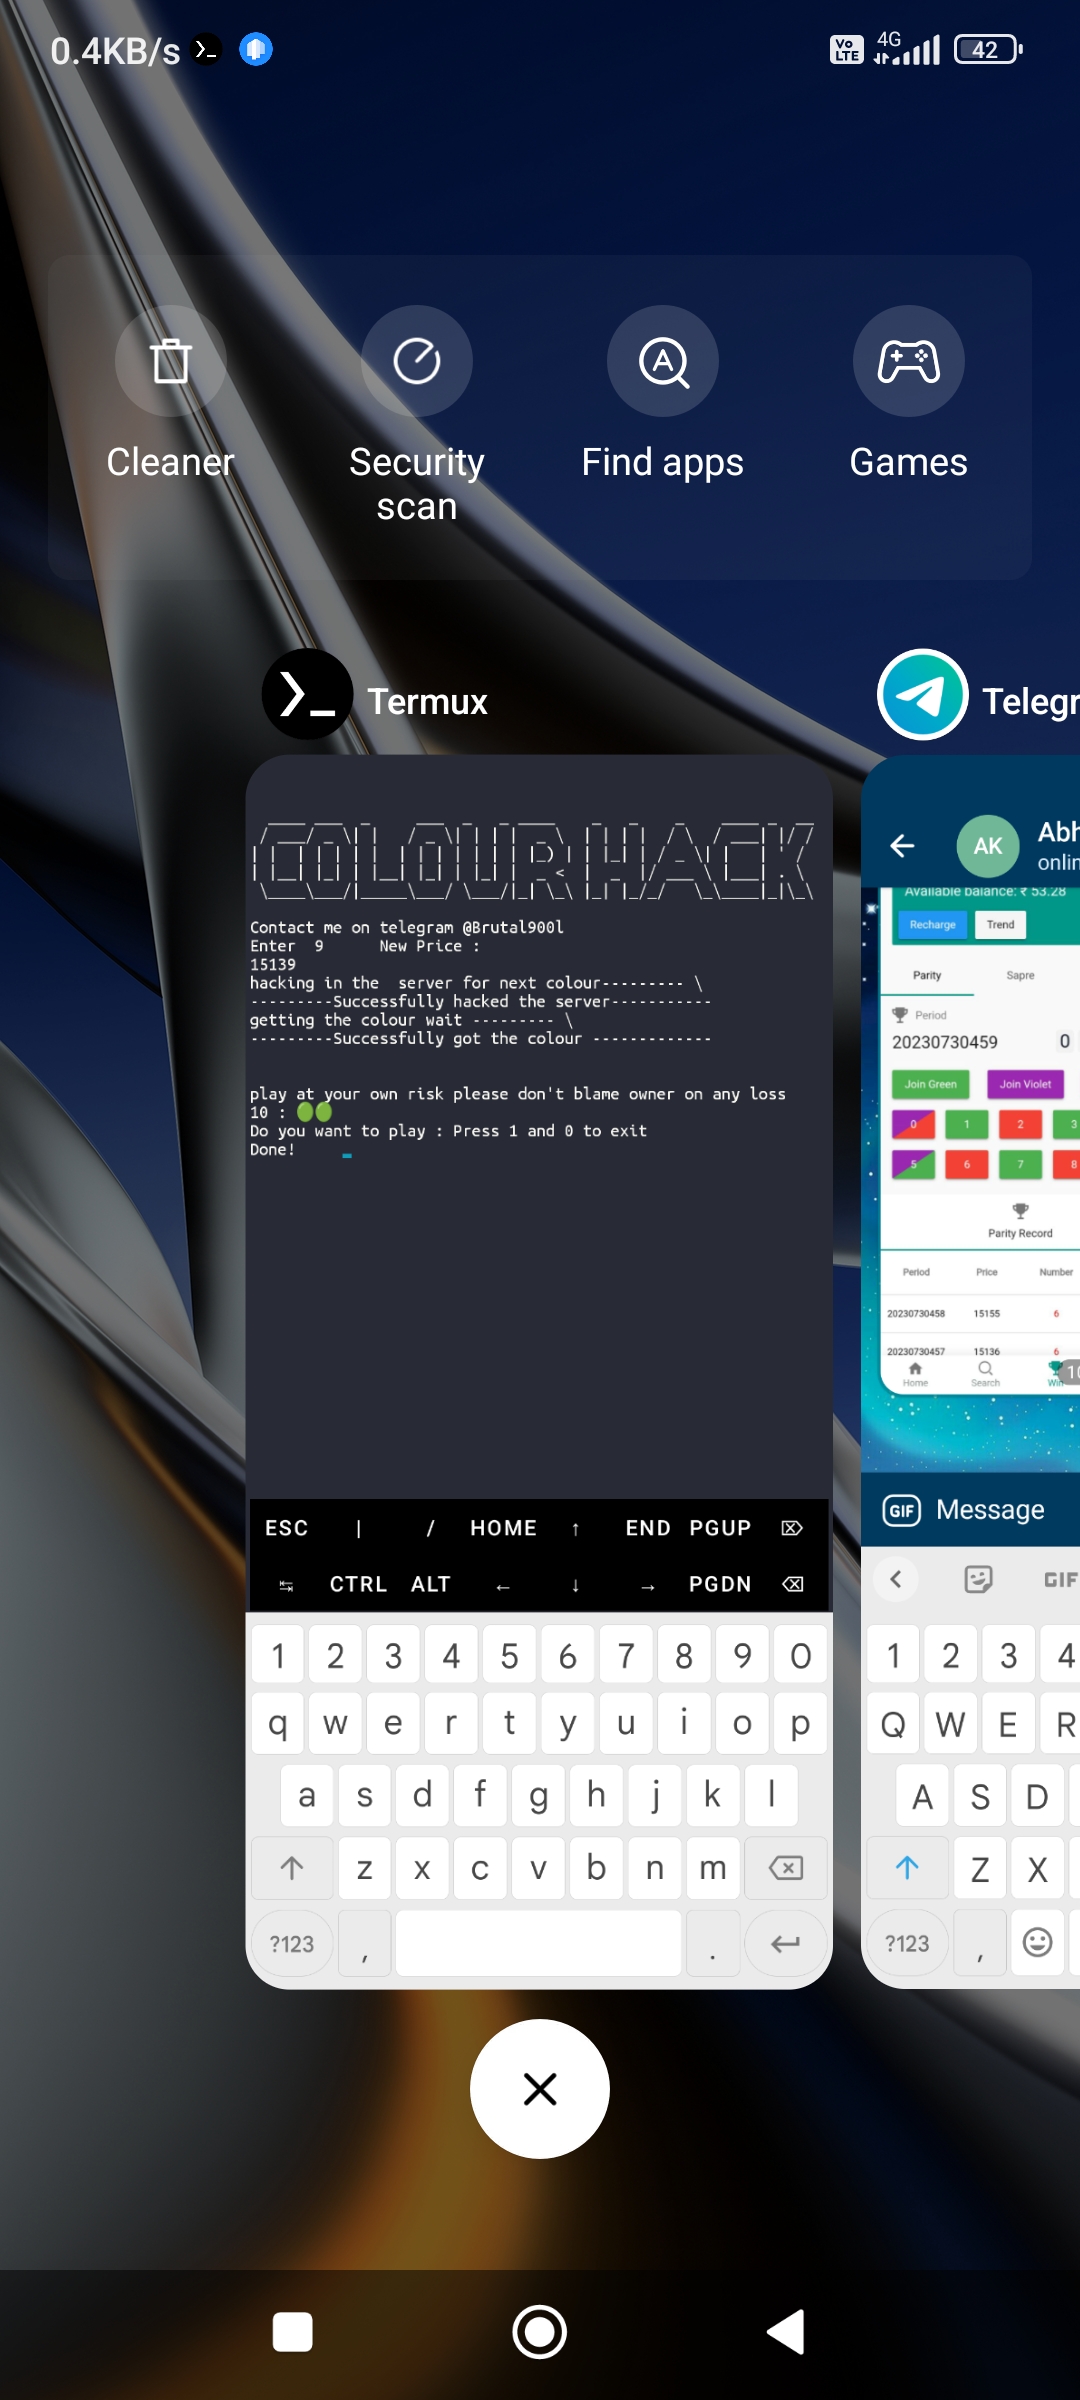 0.4KB/s
Vo LTE 4G 42
Cleaner
Security scan
Find apps
Games
Termux
COLOUR HACK
Contact me on telegram @Brutal900l
Enter 9 New Price :
15139
hacking in the server for next colour--------- \
---------Successfully hacked the server-----------
getting the colour wait --------- \
---------Successfully got the colour -------------
play at your own risk please don't blame owner on any loss
10 : 🟢🟢
Do you want to play : Press 1 and 0 to exit
Done!
ESC | / HOME ↑ END PGUP ⌦
↹ CTRL ALT ← ↓ → PGDN ⌫
1 2 3 4 5 6 7 8 9 0
q w e r t y u i o p
a s d f g h j k l
z x c v b n m
?123 , .
Telegr
AK Abh
onlin
Available balance: ₹ 53.28
Recharge Trend
Parity Sapre
Period
20230730459 0
Join Green Join Violet
0 1 2 3
5 6 7 8
Parity Record
Period Price Number
20230730458 15155 6
20230730457 15136 6
Home Search Win 10
GIF Message
GIF
1 2 3 4
Q W E R
A S D
Z X
?123 ,